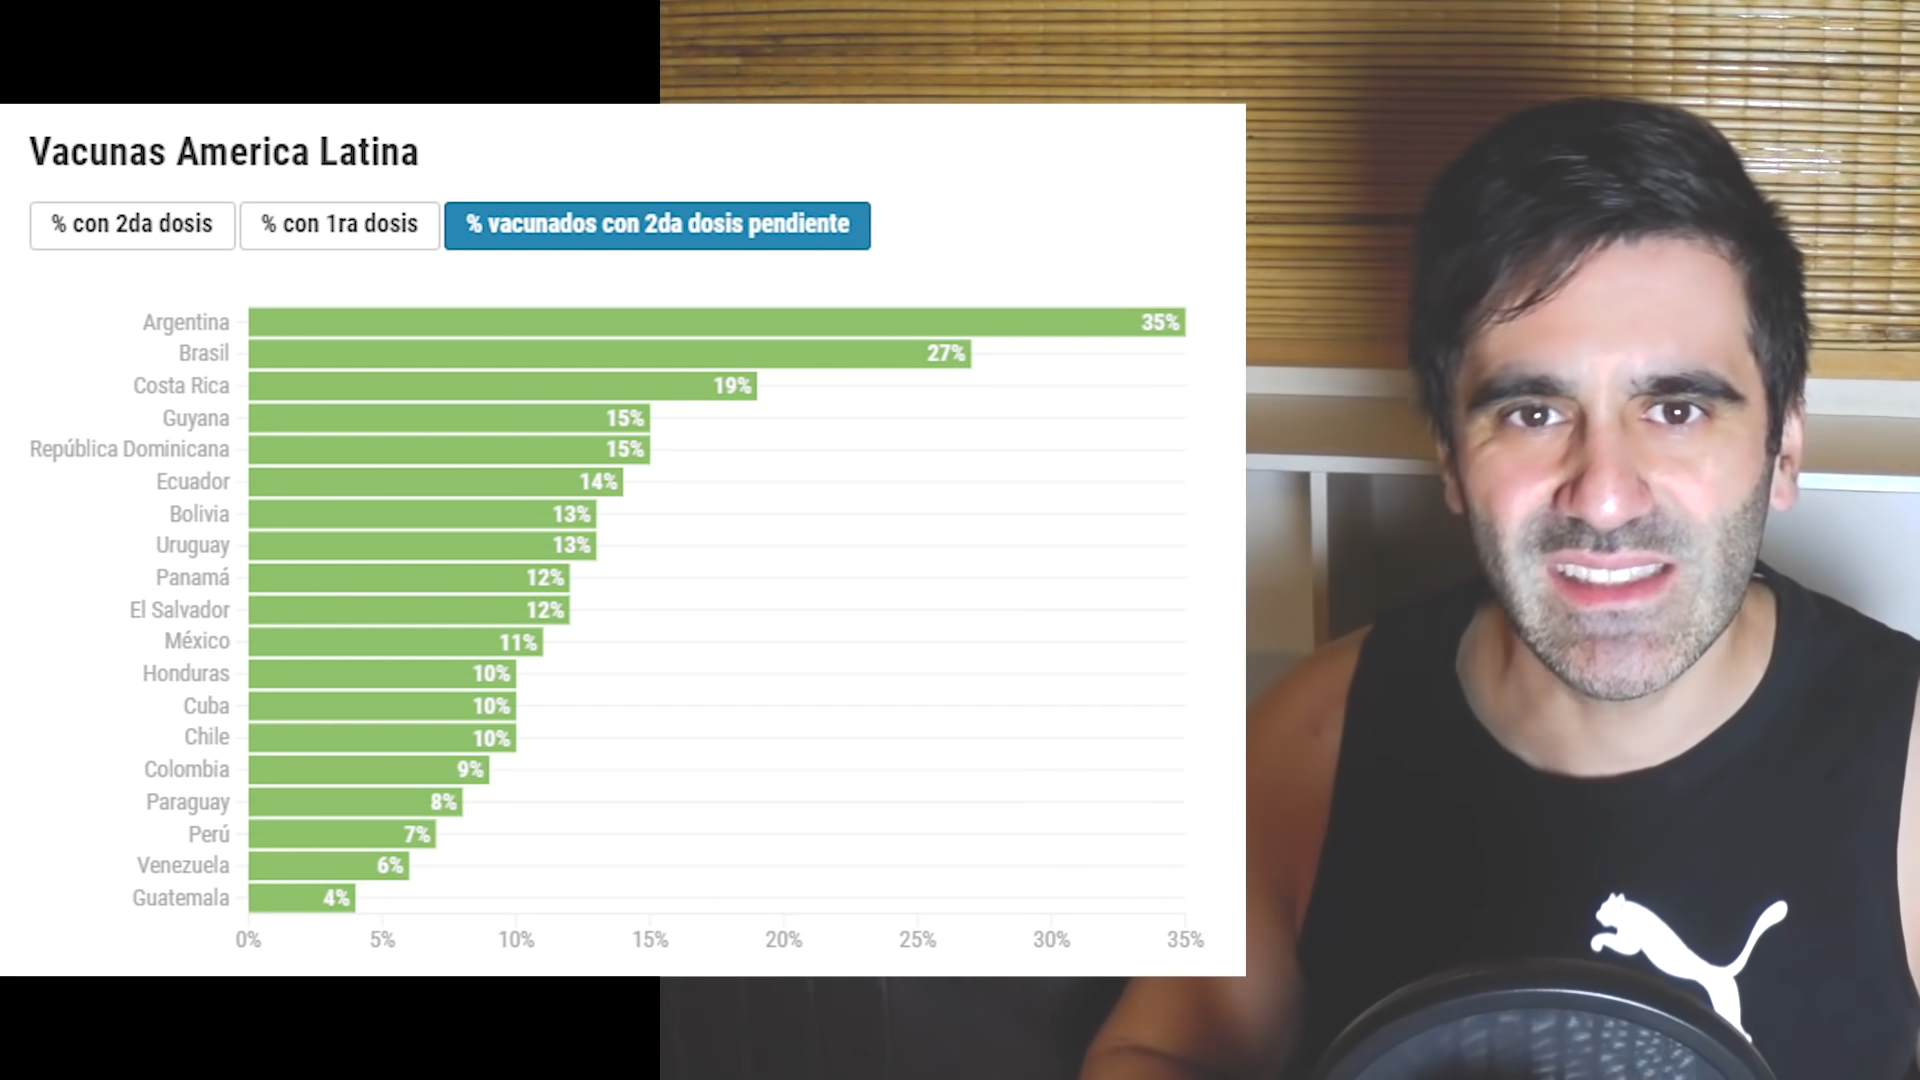 Vacunas America Latina
% con 2da dosis % con 1ra dosis % vacunados con 2da dosis pendiente
Argentina 35%
Brasil 27%
Costa Rica 19%
Guyana 15%
República Dominicana 15%
Ecuador 14%
Bolivia 13%
Uruguay 13%
Panamá 12%
El Salvador 12%
México 11%
Honduras 10%
Cuba 10%
Chile 10%
Colombia 9%
Paraguay 8%
Perú 7%
Venezuela 6%
Guatemala 4%
0% 5% 10% 15% 20% 25% 30% 35%